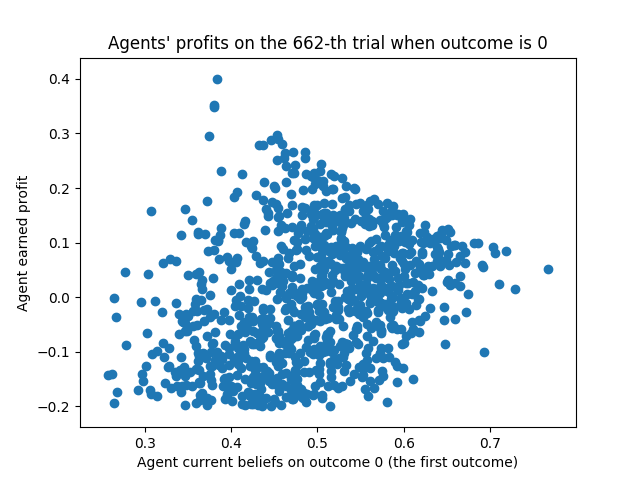 Agents' profits on the 662-th trial when outcome is 0
0.4
0.3
0.2
0.1
0.0
−0.1
−0.2
Agent earned profit
0.3 0.4 0.5 0.6 0.7
Agent current beliefs on outcome 0 (the first outcome)